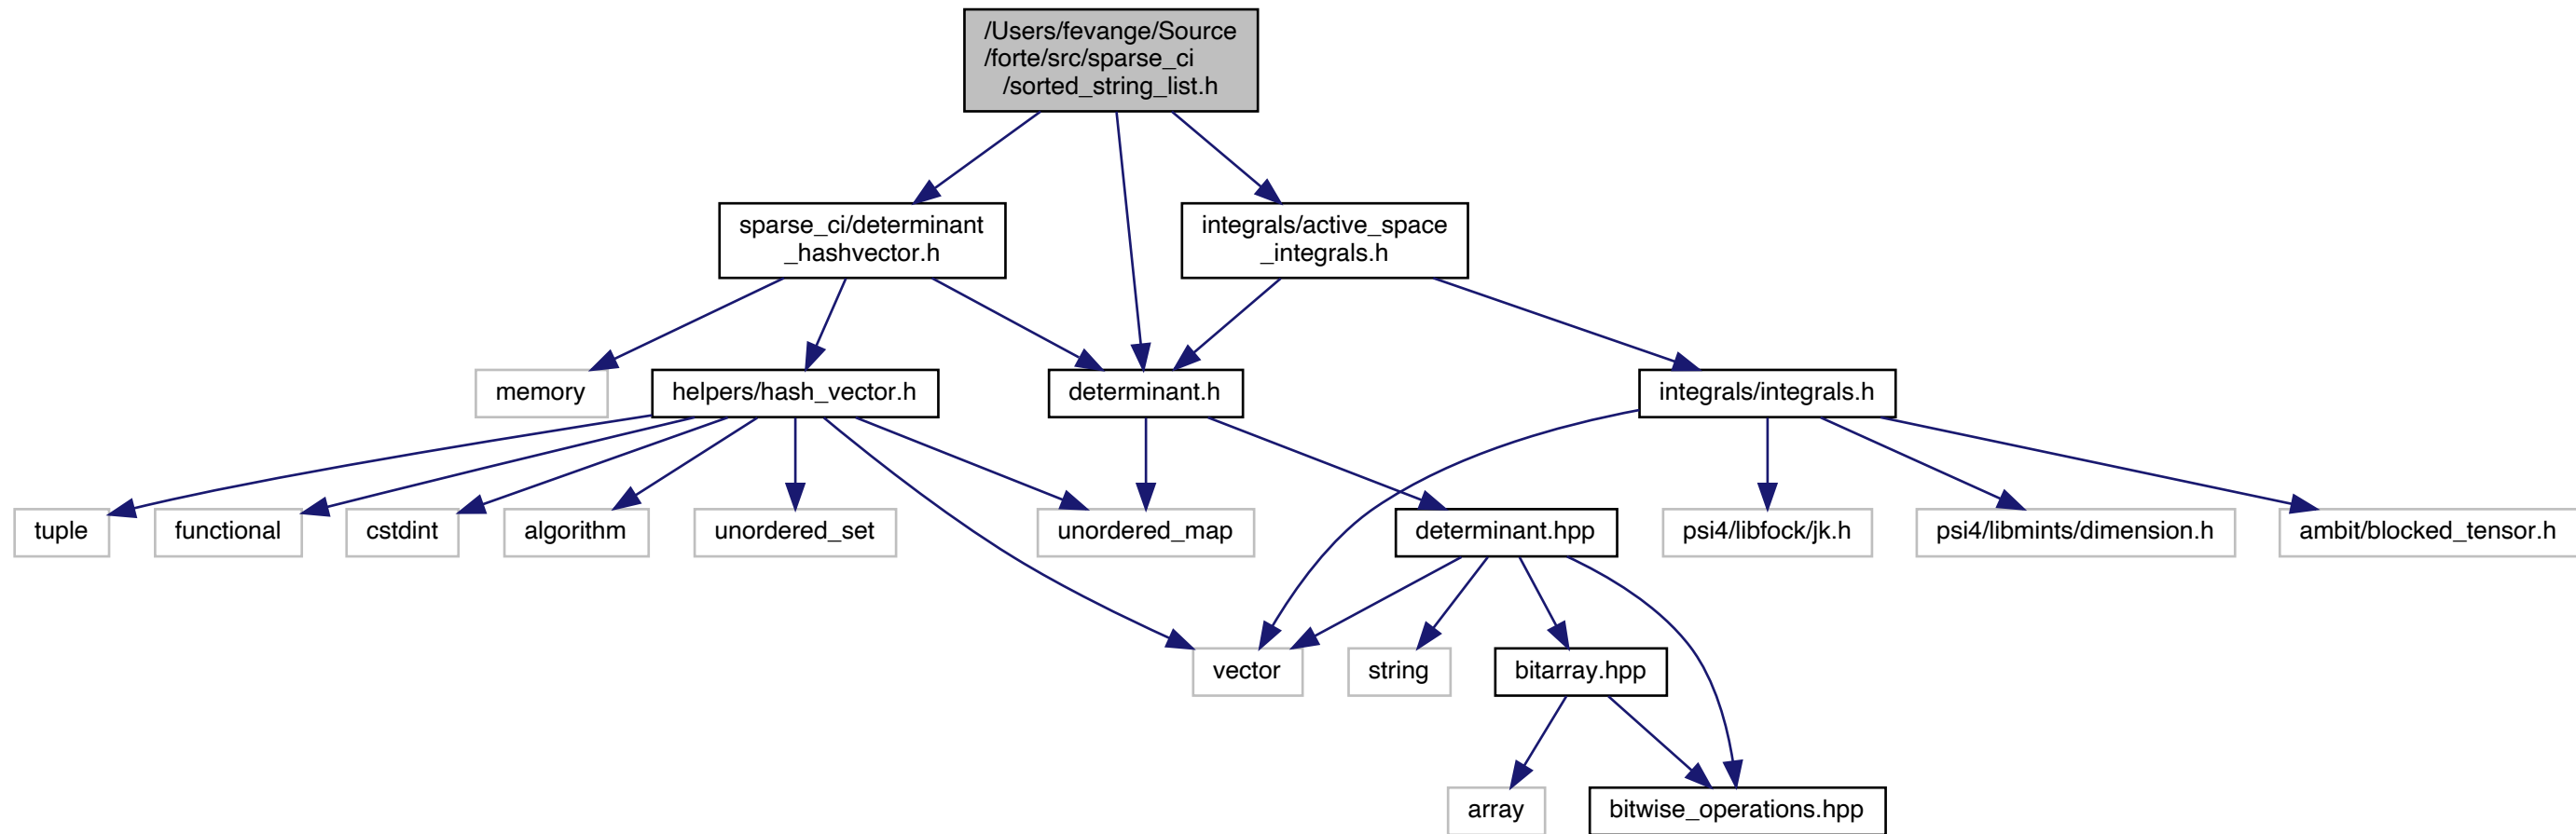 /Users/fevange/Source
/forte/src/sparse_ci
/sorted_string_list.h
sparse_ci/determinant
_hashvector.h
integrals/active_space
_integrals.h
memory
helpers/hash_vector.h
determinant.h
integrals/integrals.h
tuple
functional
cstdint
algorithm
unordered_set
unordered_map
determinant.hpp
psi4/libfock/jk.h
psi4/libmints/dimension.h
ambit/blocked_tensor.h
vector
string
bitarray.hpp
array
bitwise_operations.hpp